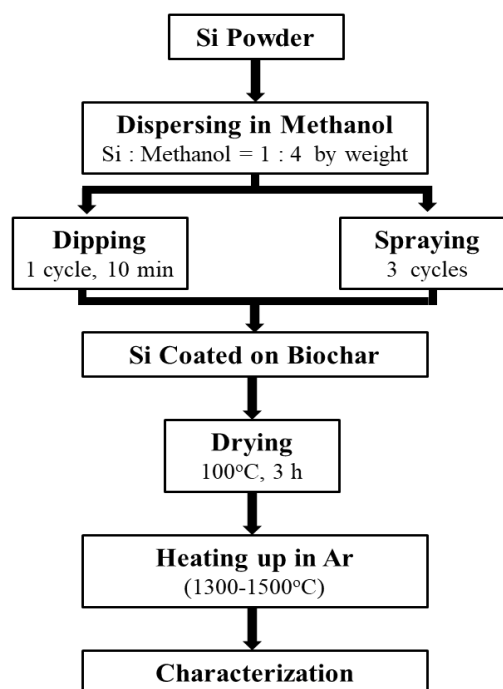 Si Powder
Dispersing in Methanol
Si : Methanol = 1 : 4 by weight
Dipping
1 cycle, 10 min
Spraying
3 cycles
Si Coated on Biochar
Drying
100°C, 3 h
Heating up in Ar
(1300-1500°C)
Characterization